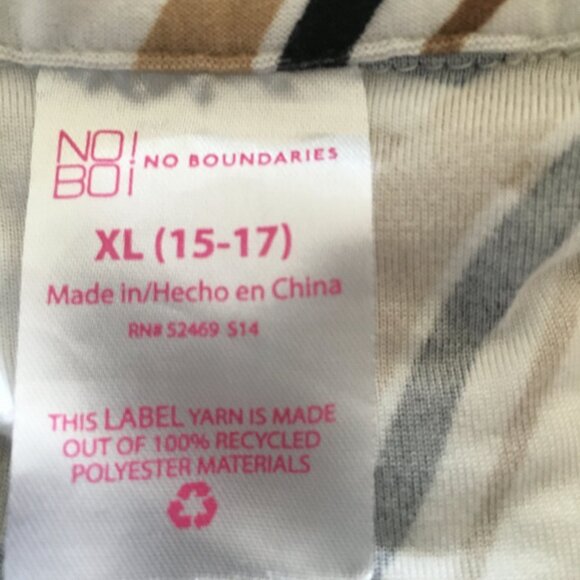 NO!
BO¡
NO BOUNDARIES
XL (15-17)
Made in/Hecho en China
RN# 52469 S14
THIS LABEL YARN IS MADE
OUT OF 100% RECYCLED
POLYESTER MATERIALS